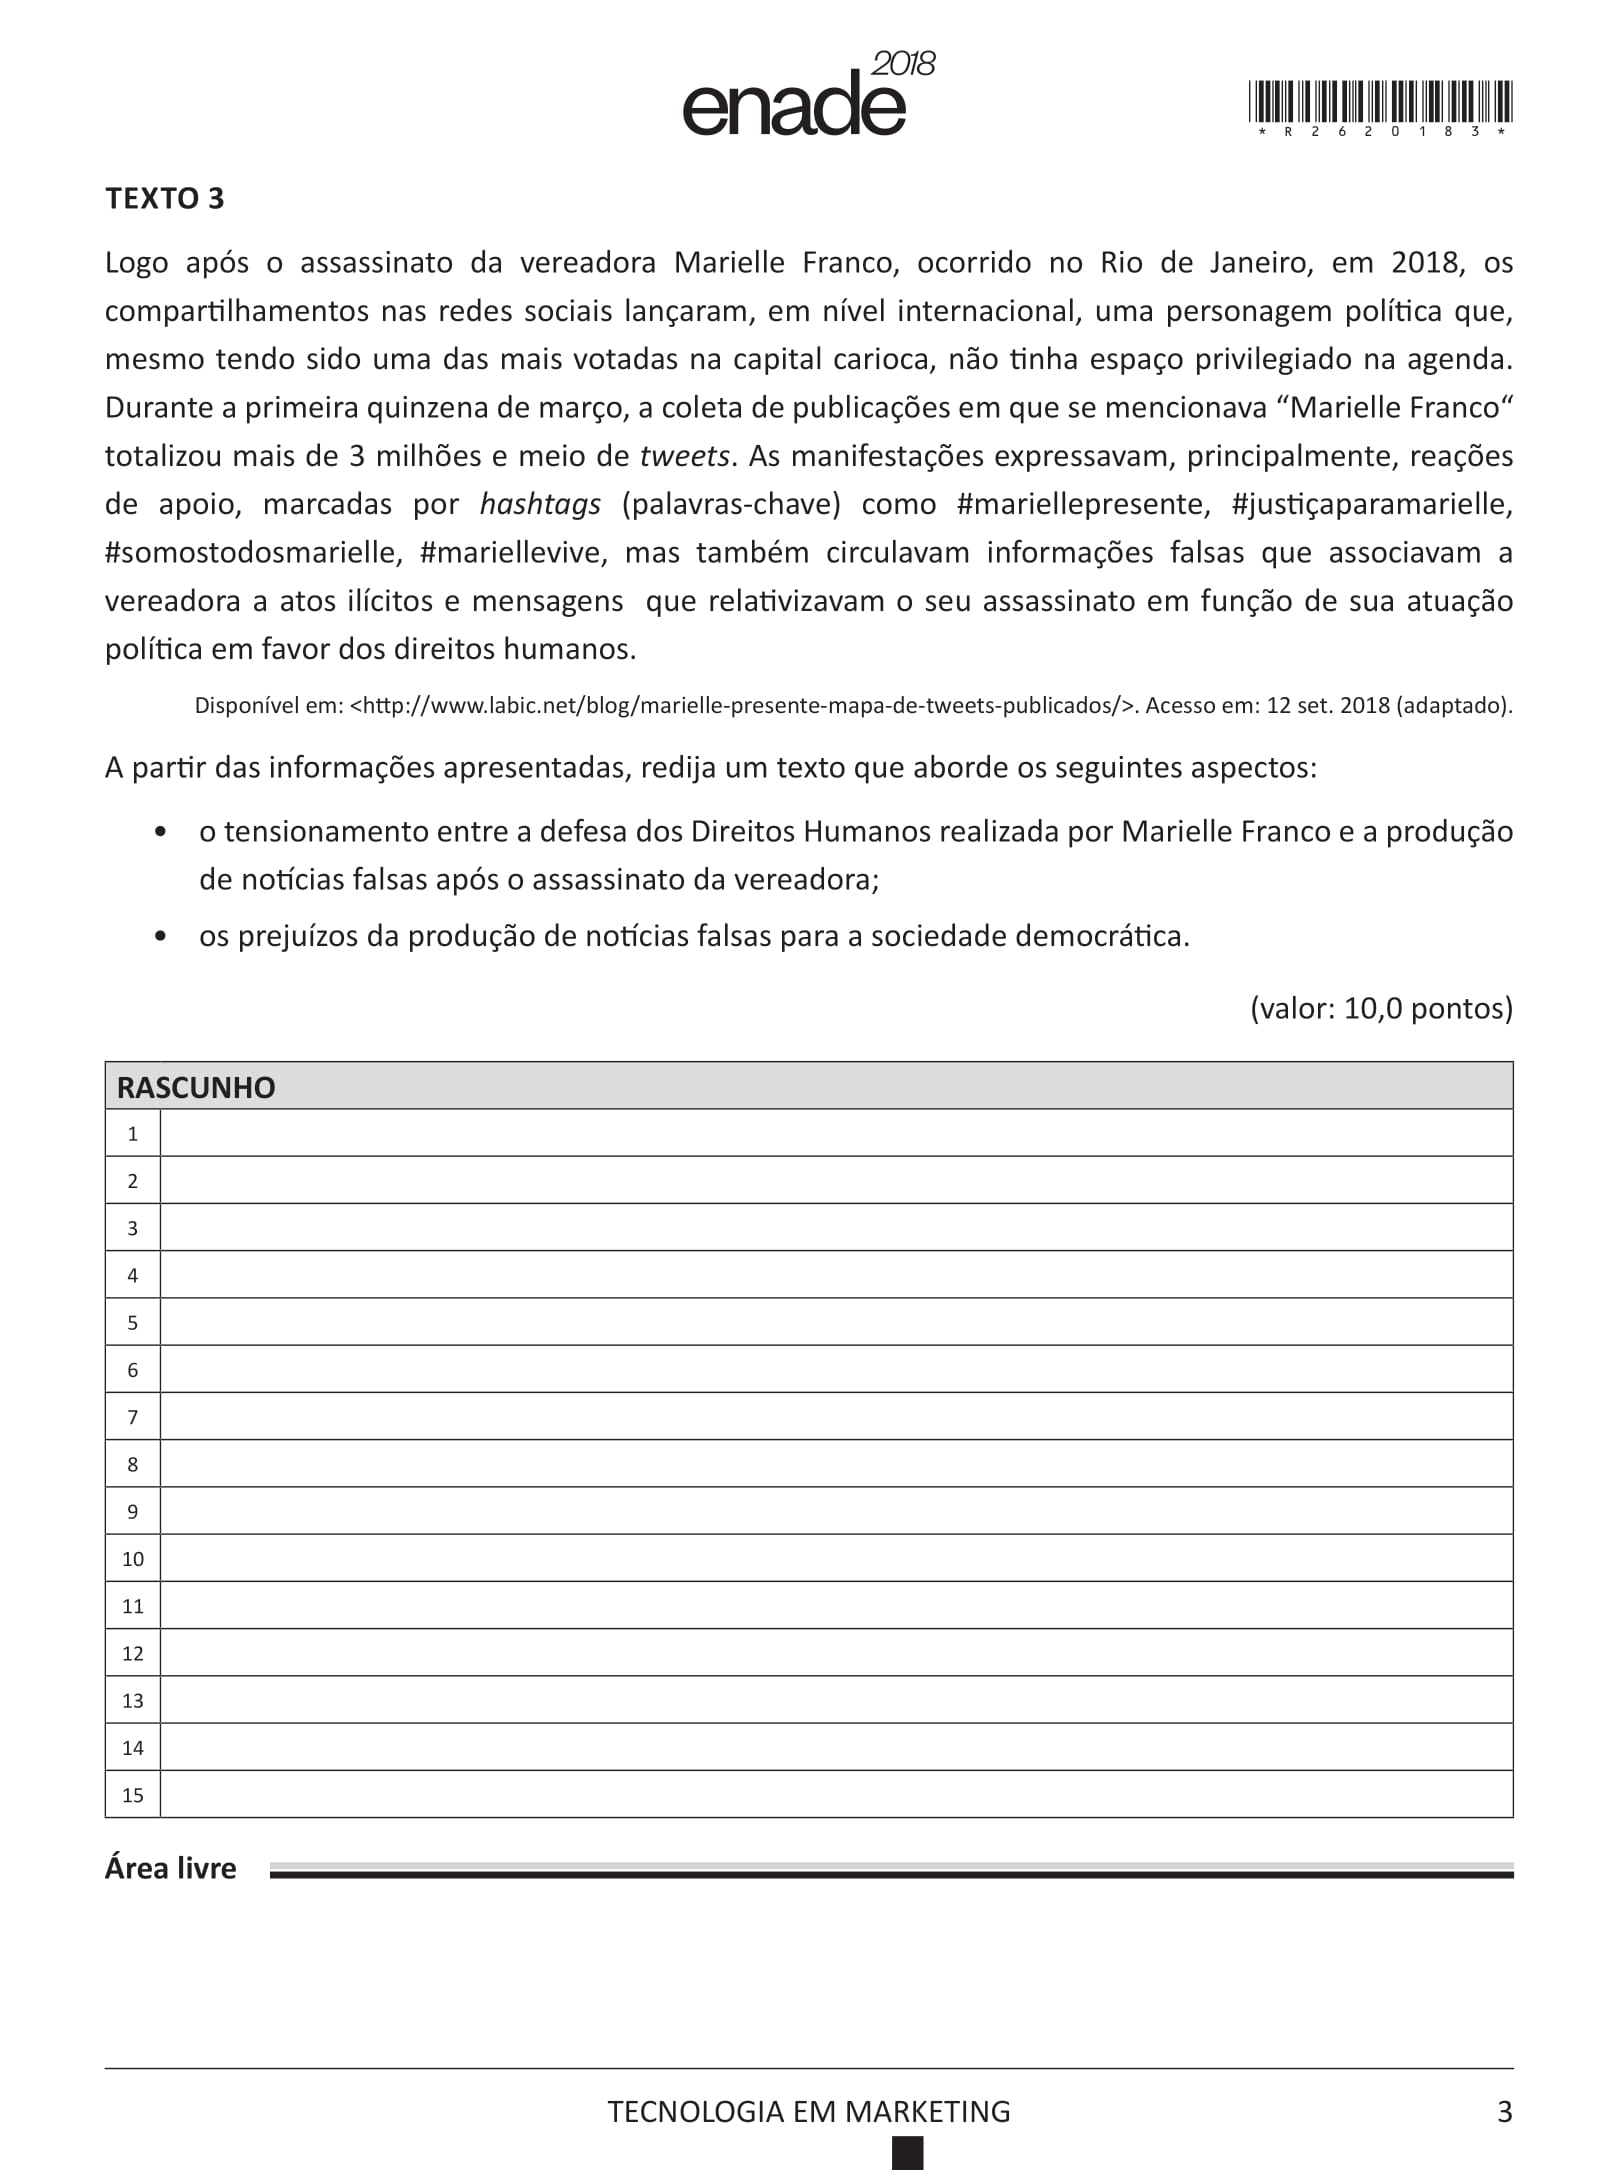 enade 2018
* R 2 6 2 0 1 8 3 *
TEXTO 3
Logo após o assassinato da vereadora Marielle Franco, ocorrido no Rio de Janeiro, em 2018, os
compartilhamentos nas redes sociais lançaram, em nível internacional, uma personagem política que,
mesmo tendo sido uma das mais votadas na capital carioca, não tinha espaço privilegiado na agenda.
Durante a primeira quinzena de março, a coleta de publicações em que se mencionava “Marielle Franco“
totalizou mais de 3 milhões e meio de tweets. As manifestações expressavam, principalmente, reações
de apoio, marcadas por hashtags (palavras-chave) como #mariellepresente, #justiçaparamarielle,
#somostodosmarielle, #mariellevive, mas também circulavam informações falsas que associavam a
vereadora a atos ilícitos e mensagens que relativizavam o seu assassinato em função de sua atuação
política em favor dos direitos humanos.
Disponível em: <http://www.labic.net/blog/marielle-presente-mapa-de-tweets-publicados/>. Acesso em: 12 set. 2018 (adaptado).
A partir das informações apresentadas, redija um texto que aborde os seguintes aspectos:
• o tensionamento entre a defesa dos Direitos Humanos realizada por Marielle Franco e a produção
de notícias falsas após o assassinato da vereadora;
• os prejuízos da produção de notícias falsas para a sociedade democrática.
(valor: 10,0 pontos)
RASCUNHO
1
2
3
4
5
6
7
8
9
10
11
12
13
14
15
Área livre
TECNOLOGIA EM MARKETING 3